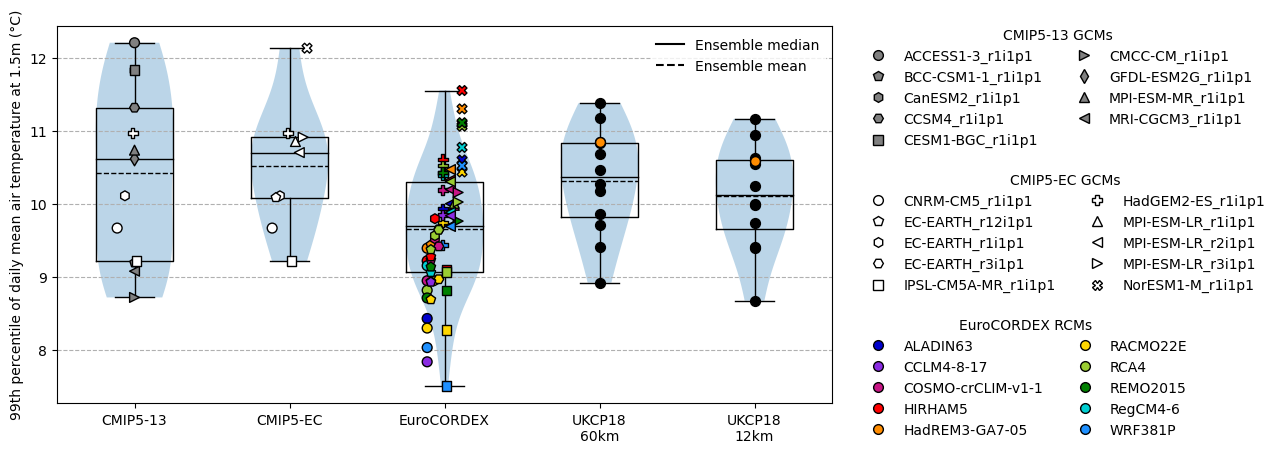 99th percentile of daily mean air temperature at 1.5m (°C)
12
11
10
9
8
Ensemble median
Ensemble mean
CMIP5-13
CMIP5-EC
EuroCORDEX
UKCP18
60km
UKCP18
12km
CMIP5-13 GCMs
ACCESS1-3_r1i1p1
BCC-CSM1-1_r1i1p1
CanESM2_r1i1p1
CCSM4_r1i1p1
CESM1-BGC_r1i1p1
CMCC-CM_r1i1p1
GFDL-ESM2G_r1i1p1
MPI-ESM-MR_r1i1p1
MRI-CGCM3_r1i1p1
CMIP5-EC GCMs
CNRM-CM5_r1i1p1
EC-EARTH_r12i1p1
EC-EARTH_r1i1p1
EC-EARTH_r3i1p1
IPSL-CM5A-MR_r1i1p1
HadGEM2-ES_r1i1p1
MPI-ESM-LR_r1i1p1
MPI-ESM-LR_r2i1p1
MPI-ESM-LR_r3i1p1
NorESM1-M_r1i1p1
EuroCORDEX RCMs
ALADIN63
CCLM4-8-17
COSMO-crCLIM-v1-1
HIRHAM5
HadREM3-GA7-05
RACMO22E
RCA4
REMO2015
RegCM4-6
WRF381P